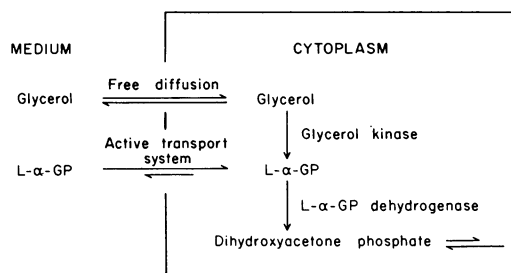 MEDIUM
CYTOPLASM
Free diffusion
Glycerol
Glycerol
Glycerol kinase
Active transport
system
L-α-GP
L-α-GP
L-α-GP dehydrogenase
Dihydroxyacetone phosphate